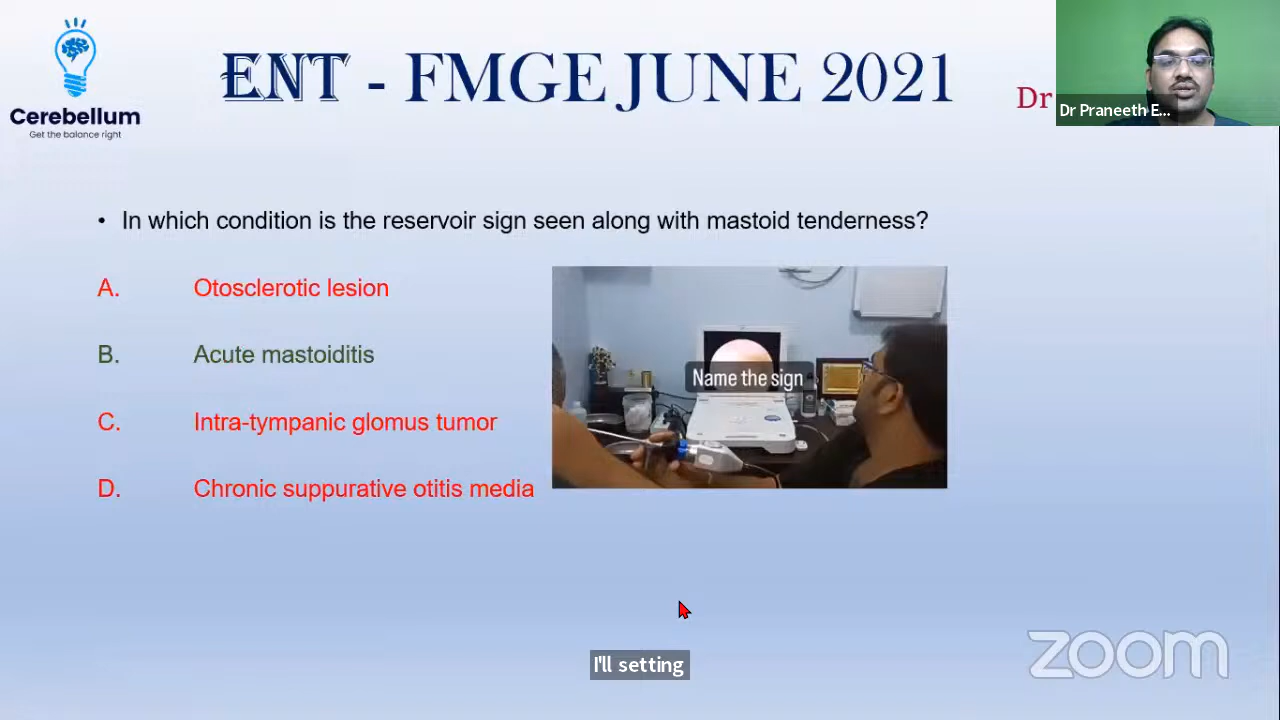 Cerebellum
Get the balance right
ENT - FMGE JUNE 2021
Dr
Dr Praneeth E...
• In which condition is the reservoir sign seen along with mastoid tenderness?
A. Otosclerotic lesion
B. Acute mastoiditis
C. Intra-tympanic glomus tumor
D. Chronic suppurative otitis media
Name the sign
I'll setting
zoom